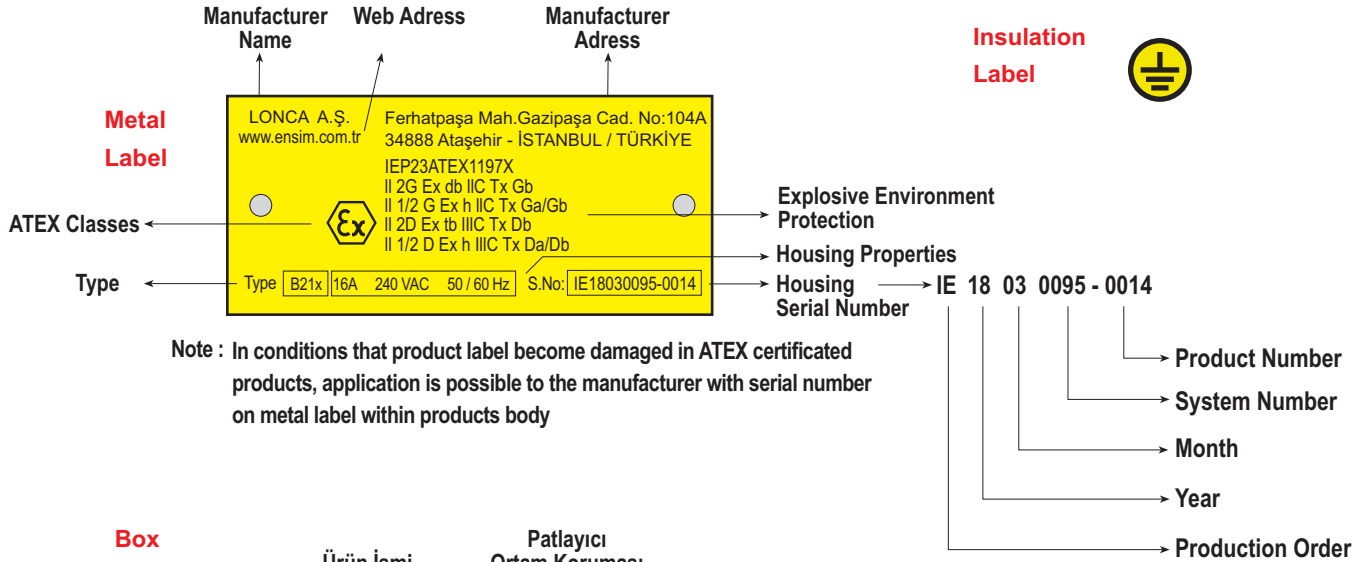 Manufacturer Name
Web Adress
Manufacturer Adress
Insulation Label
Metal Label
LONCA A.Ş.
www.ensim.com.tr
Ferhatpaşa Mah.Gazipaşa Cad. No:104A
34888 Ataşehir - İSTANBUL / TÜRKİYE
IEP23ATEX1197X
II 2G Ex db IIC Tx Gb
II 1/2 G Ex h IIC Tx Ga/Gb
II 2D Ex tb IIIC Tx Db
II 1/2 D Ex h IIIC Tx Da/Db
Ex
ATEX Classes
Explosive Environment
Protection
Housing Properties
Type
Type B21x 16A 240 VAC 50 / 60 Hz S.No: IE18030095-0014
Housing
Serial Number
IE 18 03 0095 - 0014
Note : In conditions that product label become damaged in ATEX certificated
products, application is possible to the manufacturer with serial number
on metal label within products body
Product Number
System Number
Month
Year
Production Order
Box
Ürün İsmi
Patlayıcı
Ortam Koruması